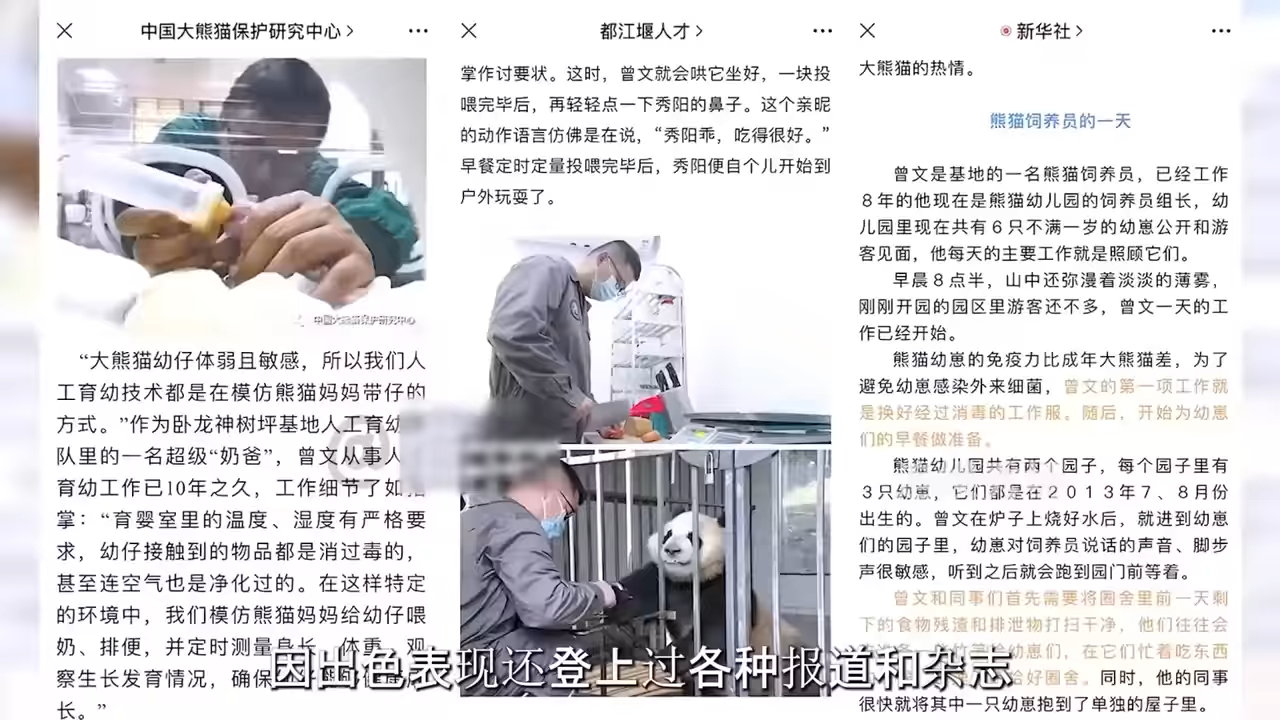 中国大熊猫保护研究中心
中国大熊猫保护研究中心
“大熊猫幼仔体弱且敏感，所以我们人
工育幼技术都是在模仿熊猫妈妈带仔的
方式。”作为卧龙神树坪基地人工育幼
队里的一名超级“奶爸”，曾文从事人
育幼工作已10年之久，工作细节了如指
掌：“育婴室里的温度、湿度有严格要
求，幼仔接触到的物品都是消过毒的，
甚至连空气也是净化过的。在这样特定
的环境中，我们模仿熊猫妈妈给幼仔喂
奶、排便，并定时测量身长、体重，观
察生长发育情况，确保
长。”
都江堰人才
掌作讨要状。这时，曾文就会哄它坐好，一块投
喂完毕后，再轻轻点一下秀阳的鼻子。这个亲昵
的动作语言仿佛是在说，“秀阳乖，吃得很好。”
早餐定时定量投喂完毕后，秀阳便自个儿开始到
户外玩耍了。
新华社
大熊猫的热情。
熊猫饲养员的一天
曾文是基地的一名熊猫饲养员，已经工作
８年的他现在是熊猫幼儿园的饲养员组长，幼
儿园里现在共有６只不满一岁的幼崽公开和游
客见面，他每天的主要工作就是照顾它们。
早晨８点半，山中还弥漫着淡淡的薄雾，
刚刚开园的园区里游客还不多，曾文一天的工
作已经开始。
熊猫幼崽的免疫力比成年大熊猫差，为了
避免幼崽感染外来细菌，曾文的第一项工作就
是换好经过消毒的工作服。随后，开始为幼崽
们的早餐做准备。
熊猫幼儿园共有两个园子，每个园子里有
３只幼崽，它们都是在２０１３年７、８月份
出生的。曾文在炉子上烧好水后，就进到幼崽
们的园子里，幼崽对饲养员说话的声音、脚步
声很敏感，听到之后就会跑到园门前等着。
曾文和同事们首先需要将圈舍里前一天剩
下的食物残渣和排泄物打扫干净，他们往往会
给幼崽们，在它们忙着吃东西
好圈舍。同时，他的同事
很快就将其中一只幼崽抱到了单独的屋子里。
因出色表现还登上过各种报道和杂志